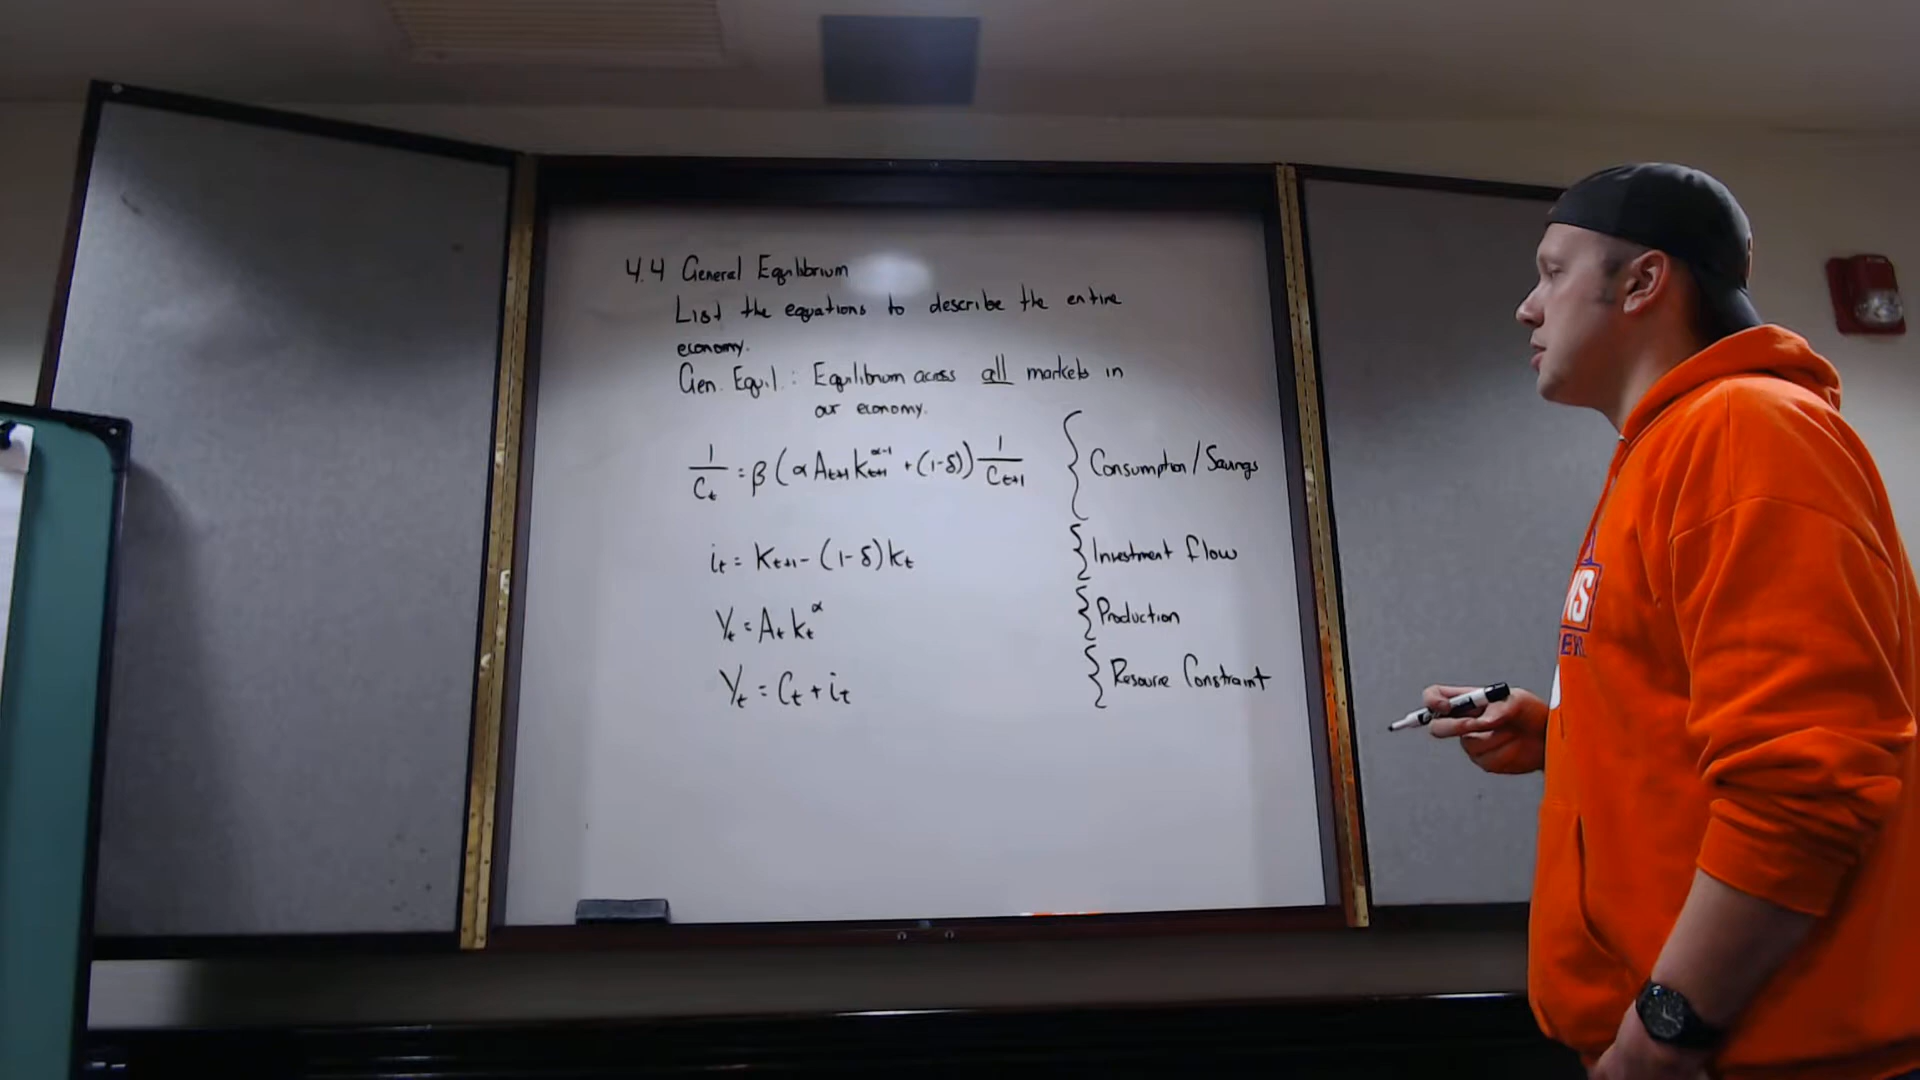 4.4 General Equilibrium
List the equations to describe the entire
economy.
Gen. Equil.: Equilibrium across all markets in
our economy.
1/Cₜ = β(αAₜ₊₁kₜ₊₁^(α-1) + (1-δ)) 1/Cₜ₊₁ { Consumption/Savings
iₜ = Kₜ₊₁ - (1-δ)kₜ { Investment flow
Yₜ = Aₜkₜ^α { Production
Yₜ = Cₜ + iₜ { Resource Constraint